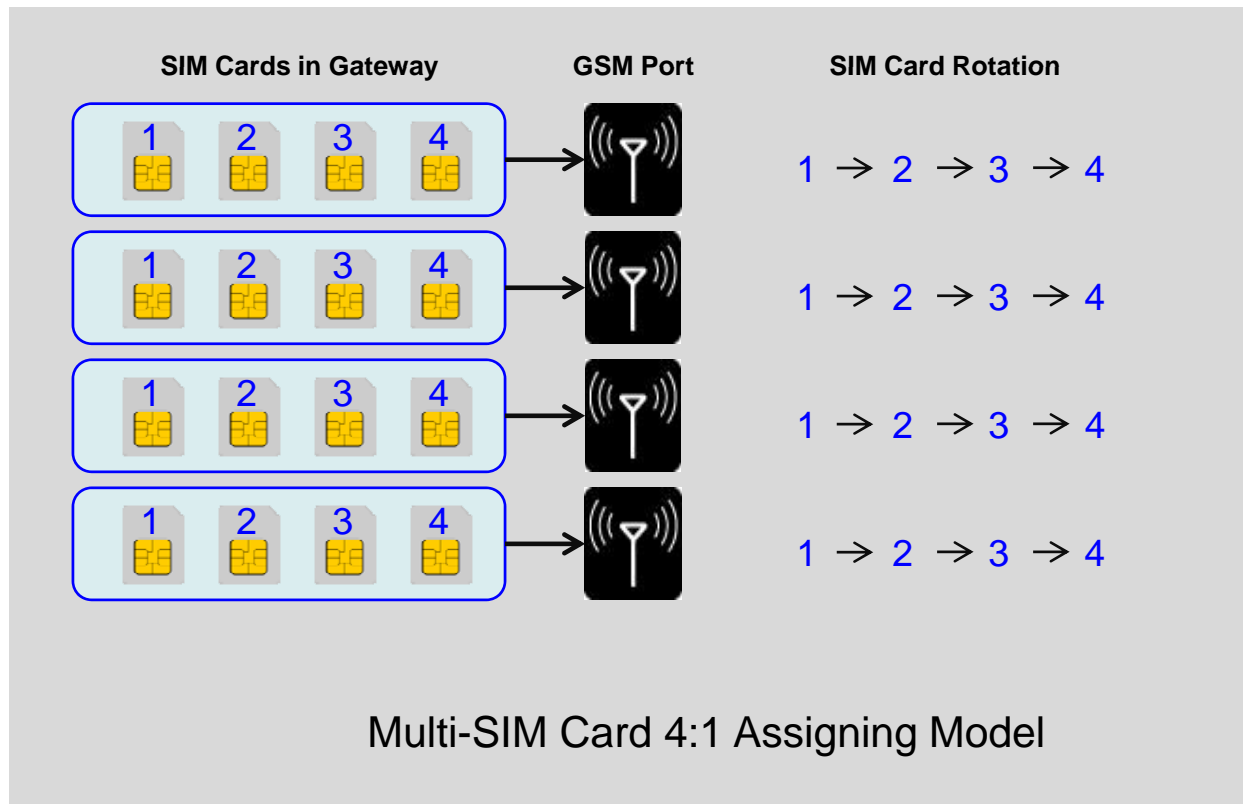 SIM Cards in Gateway GSM Port SIM Card Rotation
1 2 3 4 1 → 2 → 3 → 4
1 2 3 4 1 → 2 → 3 → 4
1 2 3 4 1 → 2 → 3 → 4
1 2 3 4 1 → 2 → 3 → 4
Multi-SIM Card 4:1 Assigning Model